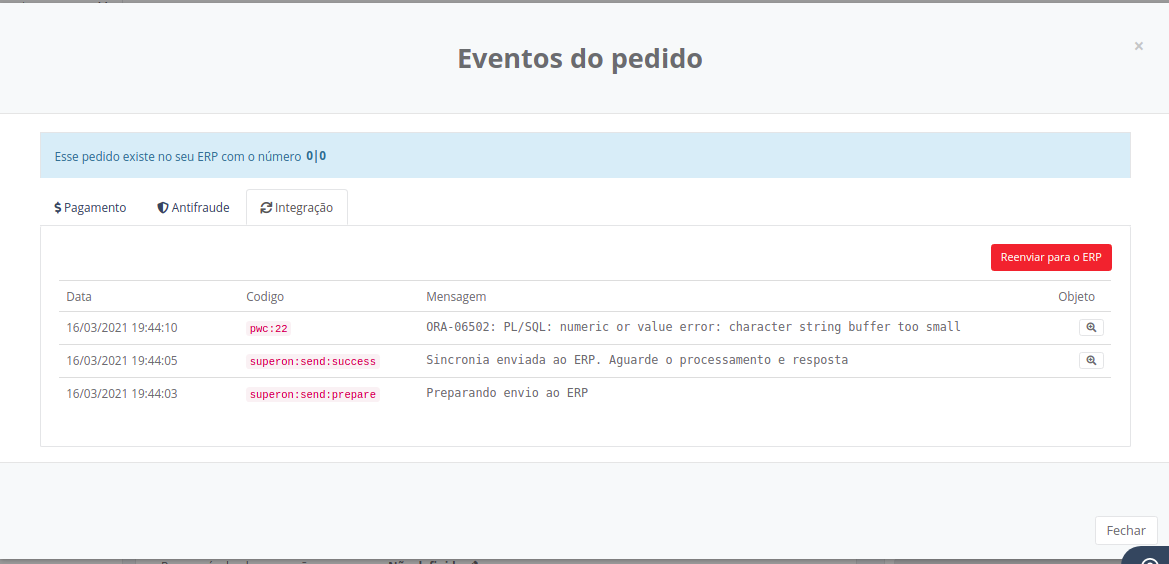 Eventos do pedido
×
Esse pedido existe no seu ERP com o número 0|0
Pagamento Antifraude Integração
Reenviar para o ERP
Data Codigo Mensagem Objeto
16/03/2021 19:44:10 pwc:22 ORA-06502: PL/SQL: numeric or value error: character string buffer too small
16/03/2021 19:44:05 superon:send:success Sincronia enviada ao ERP. Aguarde o processamento e resposta
16/03/2021 19:44:03 superon:send:prepare Preparando envio ao ERP
Fechar